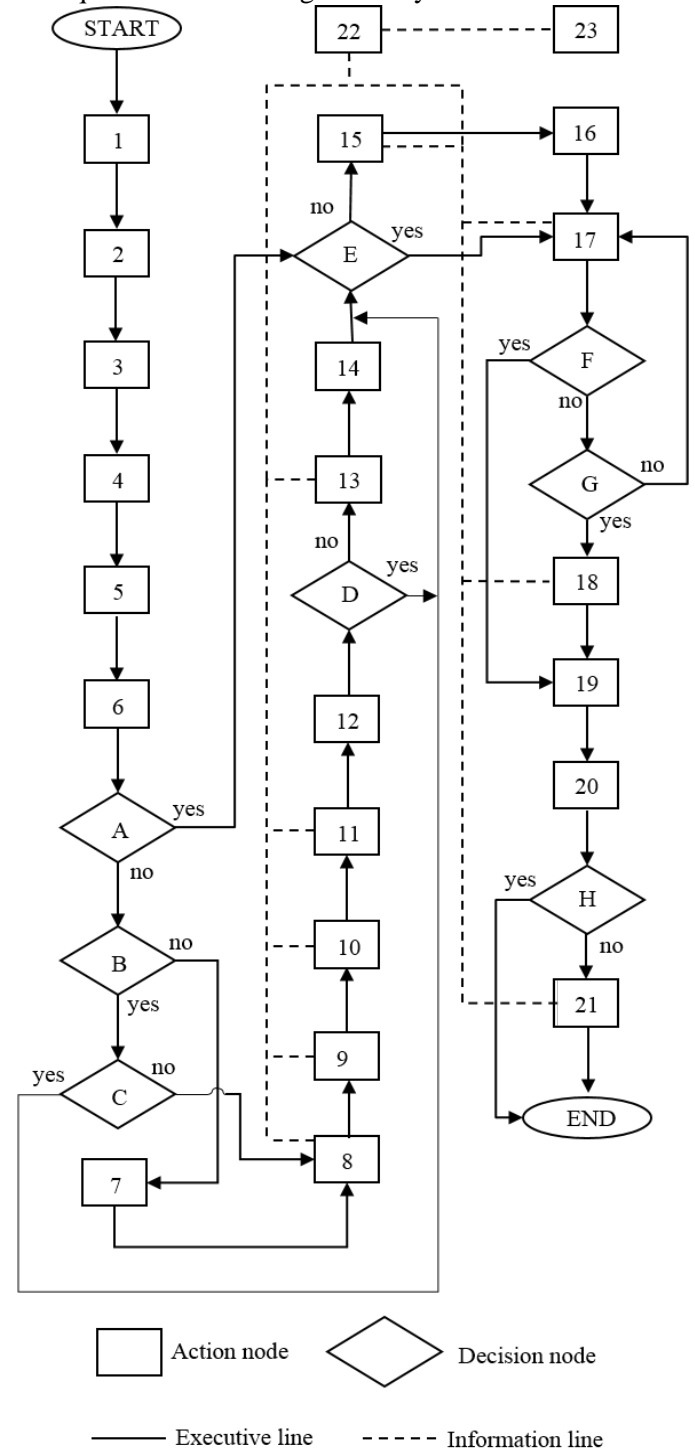 START
1
2
3
4
5
6
A
yes
no
B
no
yes
C
yes
no
7
22
23
15
no
E
yes
14
13
no
D
yes
12
11
10
9
8
16
17
F
yes
no
G
no
yes
18
19
20
H
yes
no
21
END
Action node
Decision node
Executive line
Information line